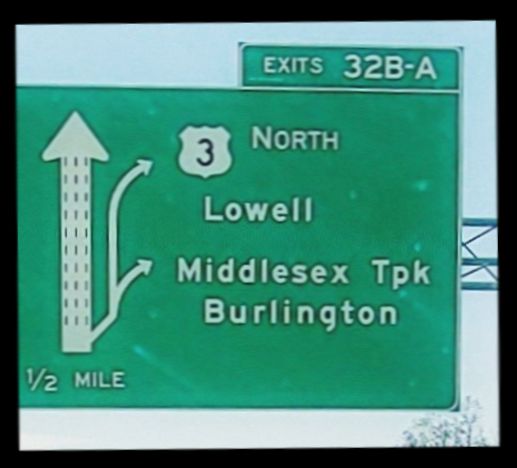 EXITS 32B-A
3 NORTH
Lowell
Middlesex Tpk
Burlington
1/2 MILE